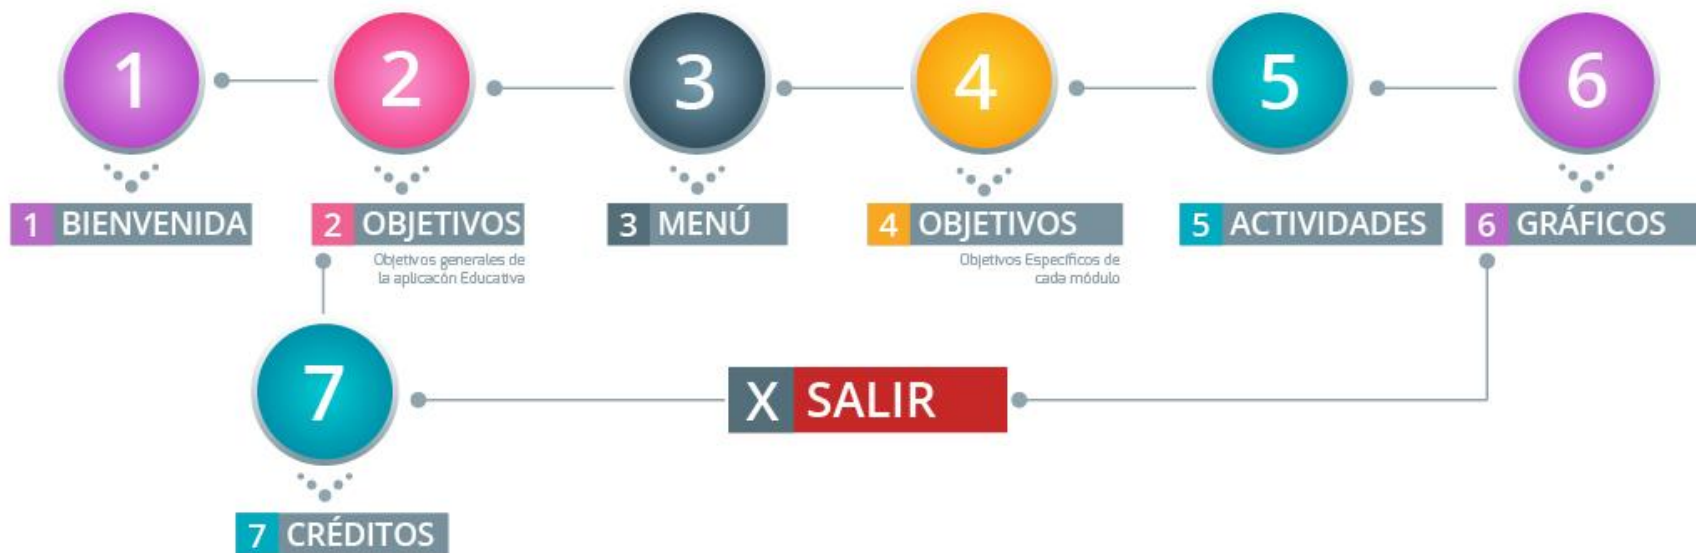 1
2
3
4
5
6
1 BIENVENIDA
2 OBJETIVOS
Objetivos generales de
la aplicacón Educativa
3 MENÚ
4 OBJETIVOS
Objetivos Específicos de
cada módulo
5 ACTIVIDADES
6 GRÁFICOS
7
X SALIR
7 CRÉDITOS